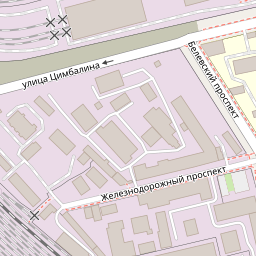 улица Цимбалина
Белевский проспект
Железнодорожный проспект